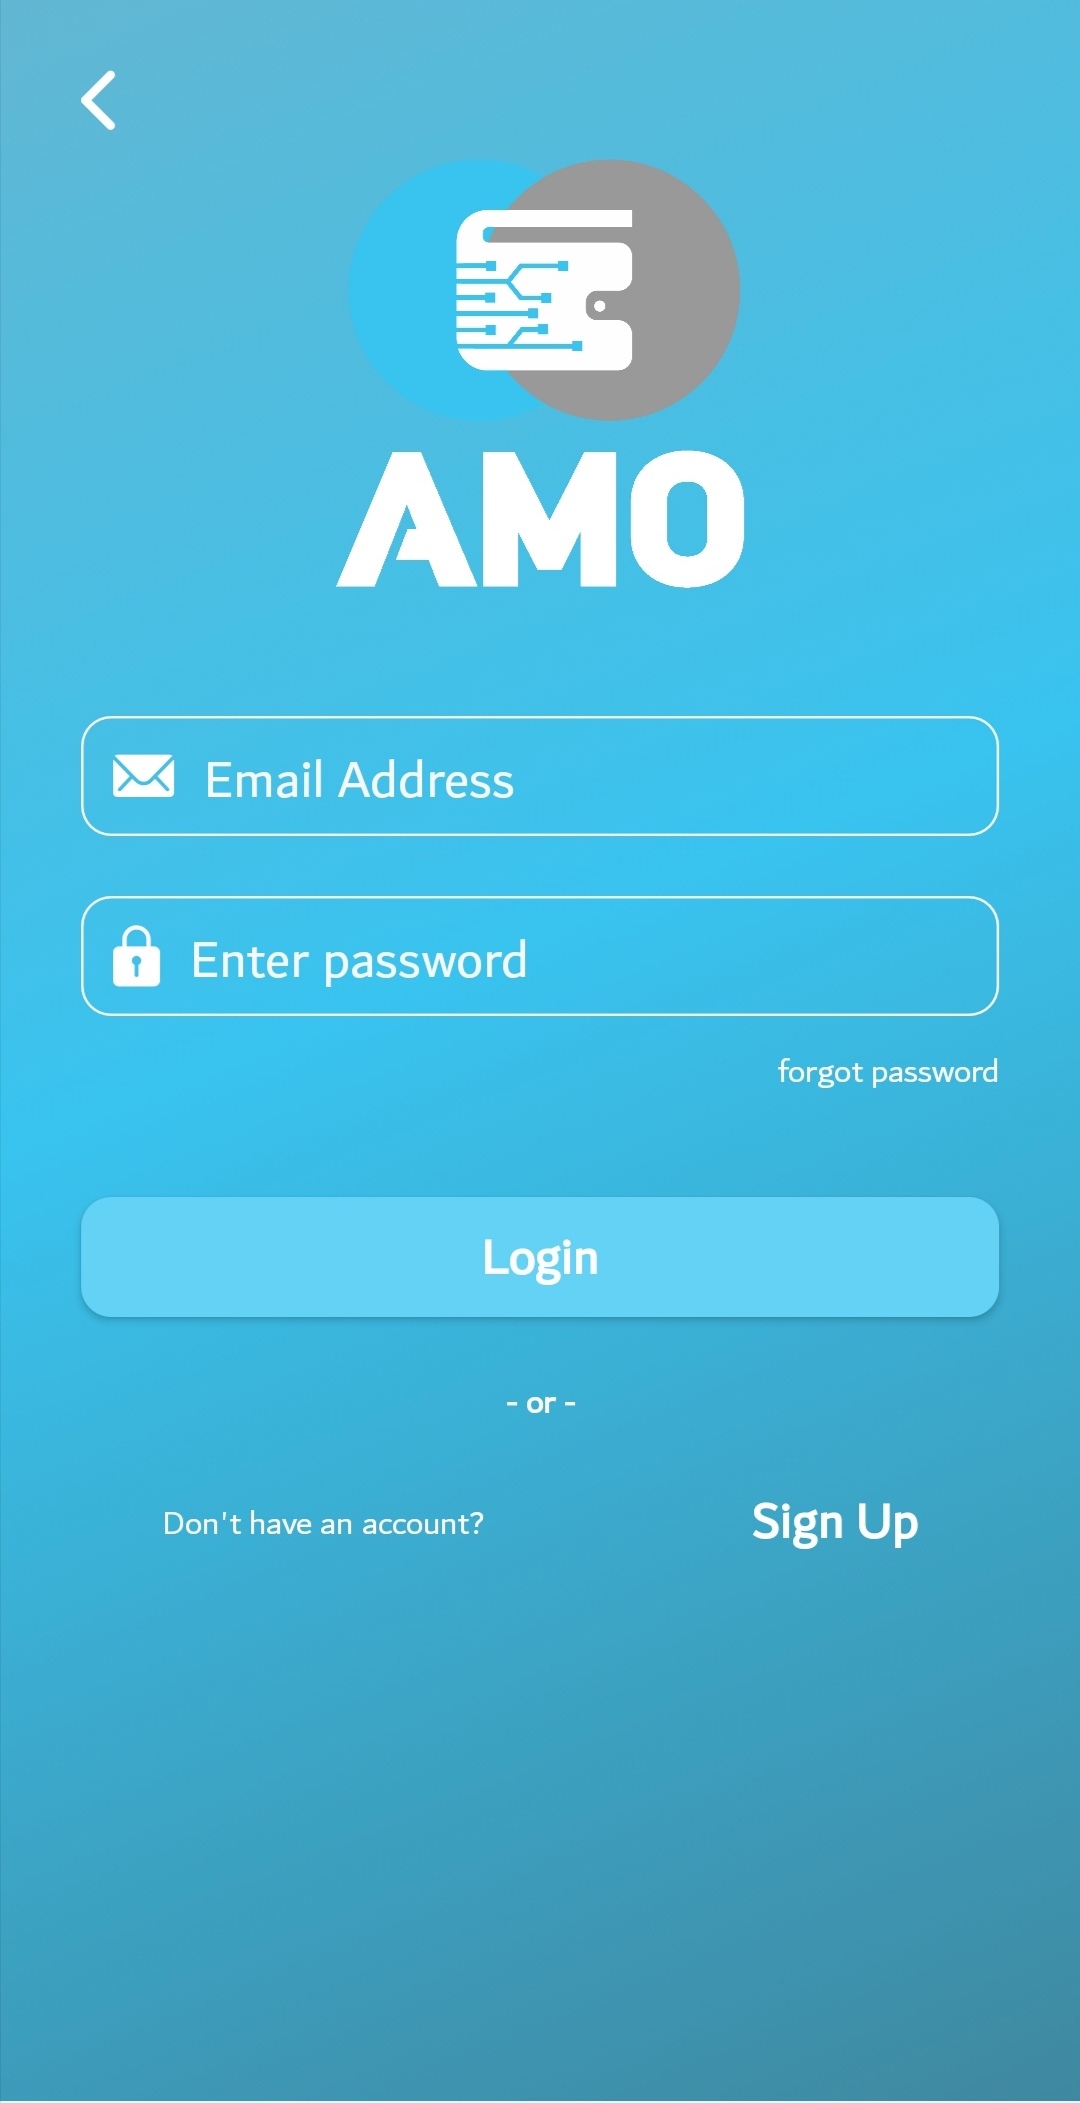 AMO
Email Address
Enter password
forgot password
Login
- or -
Don't have an account?
Sign Up